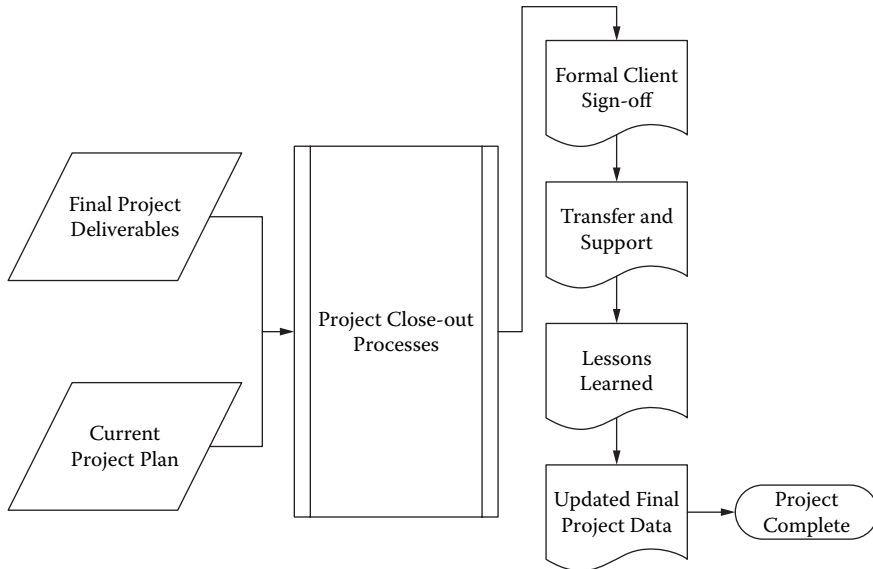 Formal Client
Sign-off
Final Project
Deliverables
Transfer and
Support
Project Close-out
Processes
Lessons
Learned
Current
Project Plan
Updated Final
Project Data
Project
Complete